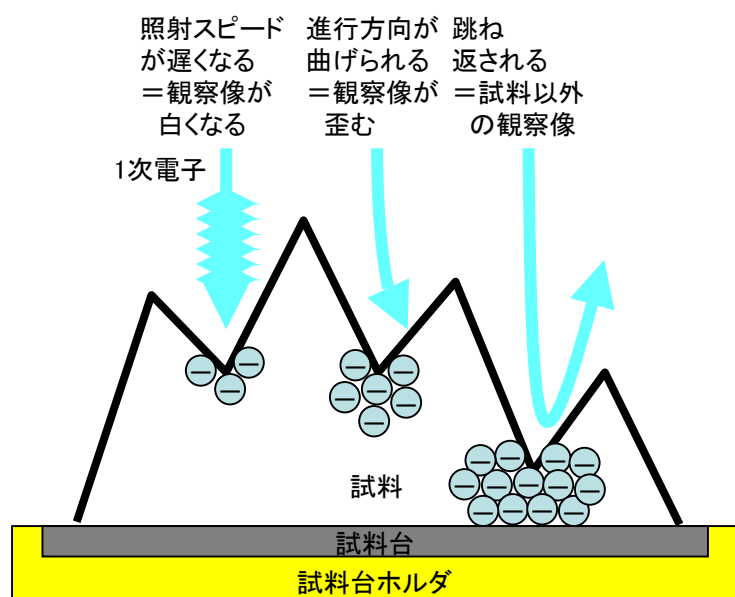 照射スピード
が遅くなる
＝観察像が
白くなる
進行方向が
曲げられる
＝観察像が
歪む
跳ね
返される
＝試料以外
の観察像
1次電子
試料
試料台
試料台ホルダ